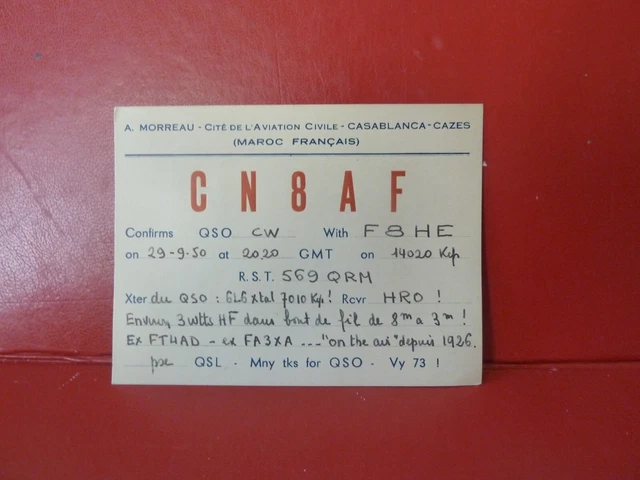 A. MORREAU - CITÉ DE L'AVIATION CIVILE - CASABLANCA-CAZES
(MAROC FRANÇAIS)
CN8AF
Confirms QSO CW With F8HE
on 29-9-50 at 2020 GMT on 14020 Kcp
R.S.T. 569 QRM
Xter du QSO : 6L6 xtal 7010 Kcp! Rcvr HRO !
Environ 3 watts HF dans bout de fil de 8m a 3m !
Ex FT4AD - ex FA3XA --- "on the air" depuis 1926.
pse QSL - Mny tks for QSO - Vy 73 !